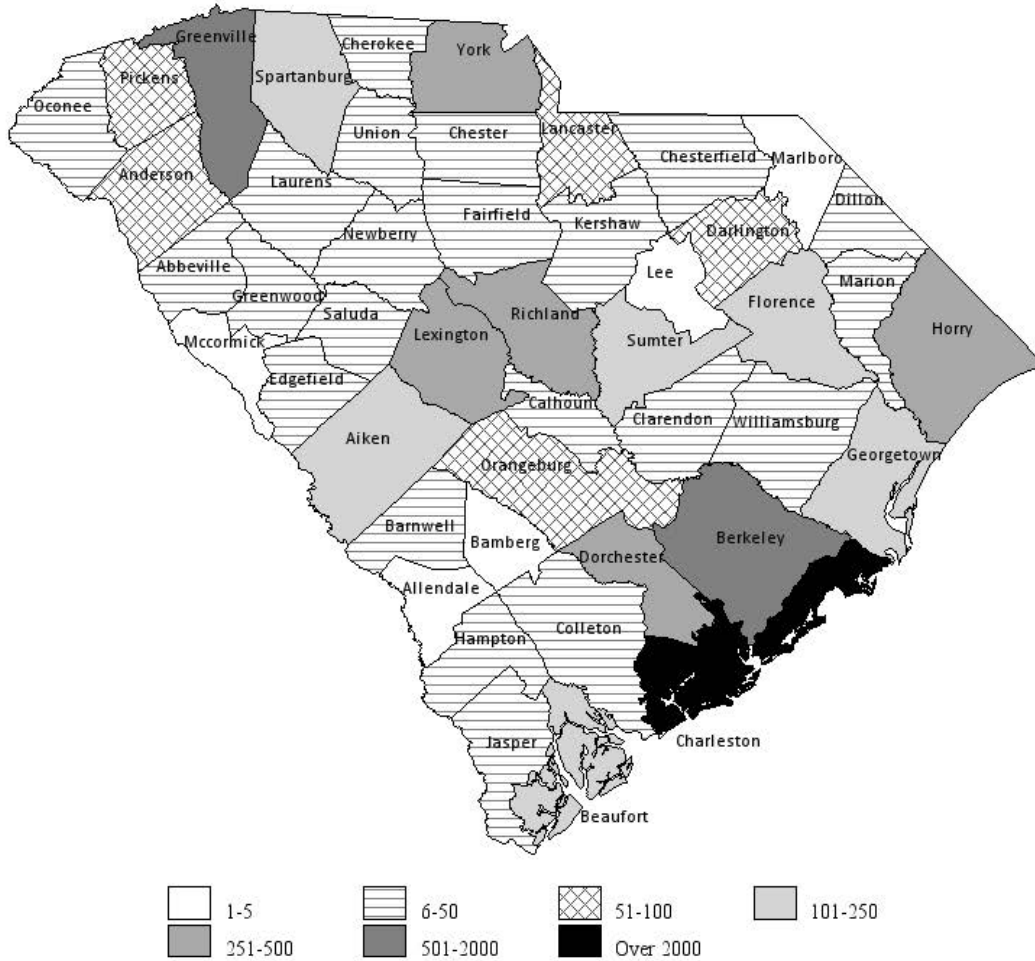 Greenville
Cherokee
York
Pickens
Spartanburg
Oconee
Union
Chester
Lancaster
Chesterfield
Marlboro
Anderson
Laurens
Dillon
Fairfield
Kershaw
Newberry
Darlington
Abbeville
Lee
Marion
Greenwood
Saluda
Florence
Richland
Horry
Mccormick
Lexington
Sumter
Edgefield
Calhoun
Clarendon
Williamsburg
Aiken
Georgetown
Orangeburg
Barnwell
Bamberg
Berkeley
Dorchester
Allendale
Hampton
Colleton
Jasper
Charleston
Beaufort
1-5
6-50
51-100
101-250
251-500
501-2000
Over 2000